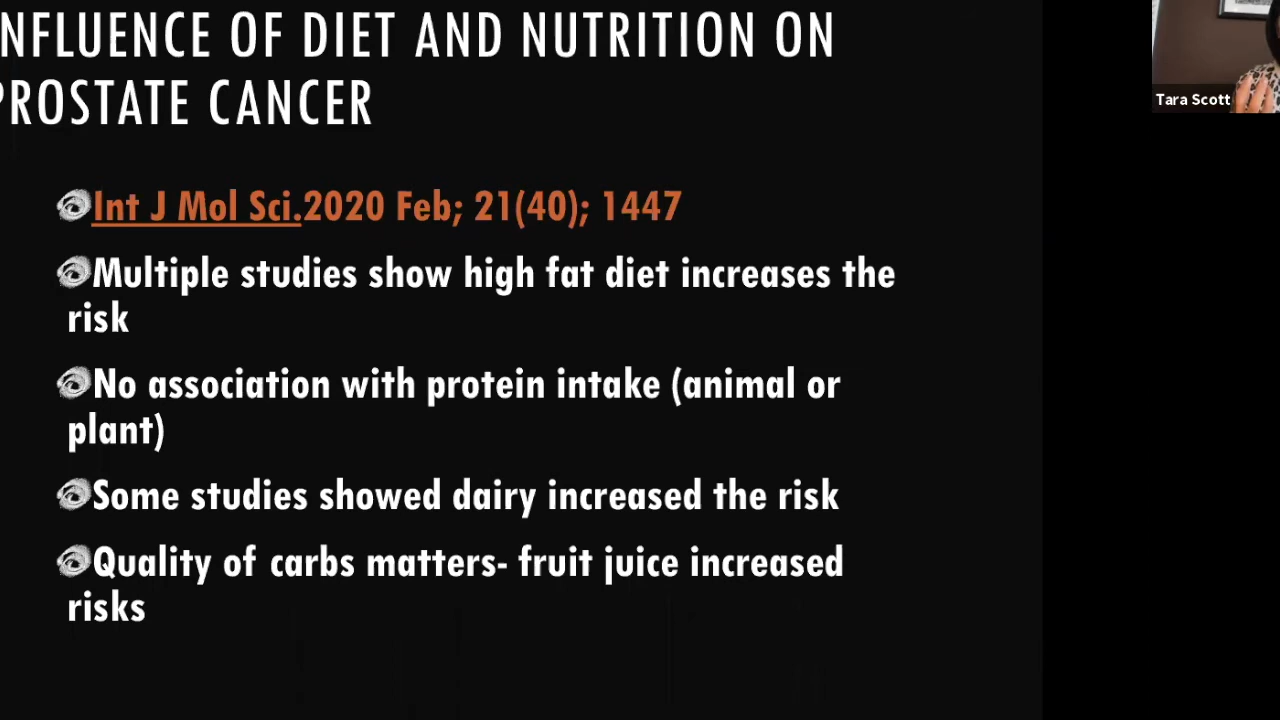 NFLUENCE OF DIET AND NUTRITION ON
PROSTATE CANCER
Tara Scott
Int J Mol Sci.2020 Feb; 21(40); 1447
Multiple studies show high fat diet increases the
risk
No association with protein intake (animal or
plant)
Some studies showed dairy increased the risk
Quality of carbs matters- fruit juice increased
risks